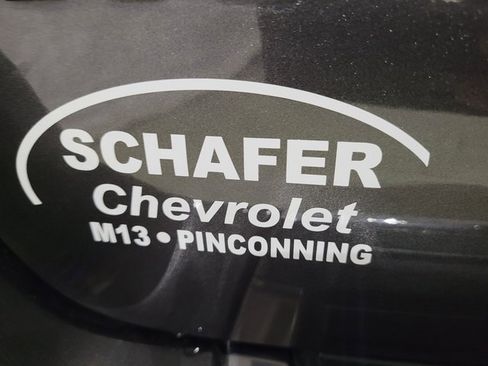 SCHAFER
Chevrolet
M13 • PINCONNING